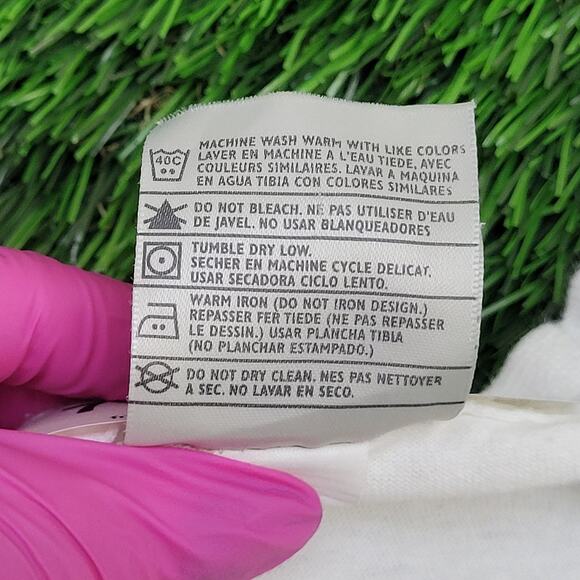 MACHINE WASH WARM WITH LIKE COLORS
LAVER EN MACHINE A L'EAU TIEDE, AVEC
COULEURS SIMILAIRES. LAVAR A MAQUINA
EN AGUA TIBIA CON COLORES SIMILARES
40C
DO NOT BLEACH. NE PAS UTILISER D'EAU
DE JAVEL. NO USAR BLANQUEADORES
TUMBLE DRY LOW.
SECHER EN MACHINE CYCLE DELICAT.
USAR SECADORA CICLO LENTO.
WARM IRON (DO NOT IRON DESIGN.)
REPASSER FER TIEDE (NE PAS REPASSER
LE DESSIN.) USAR PLANCHA TIBIA
(NO PLANCHAR ESTAMPADO.)
DO NOT DRY CLEAN. NES PAS NETTOYER
A SEC. NO LAVAR EN SECO.